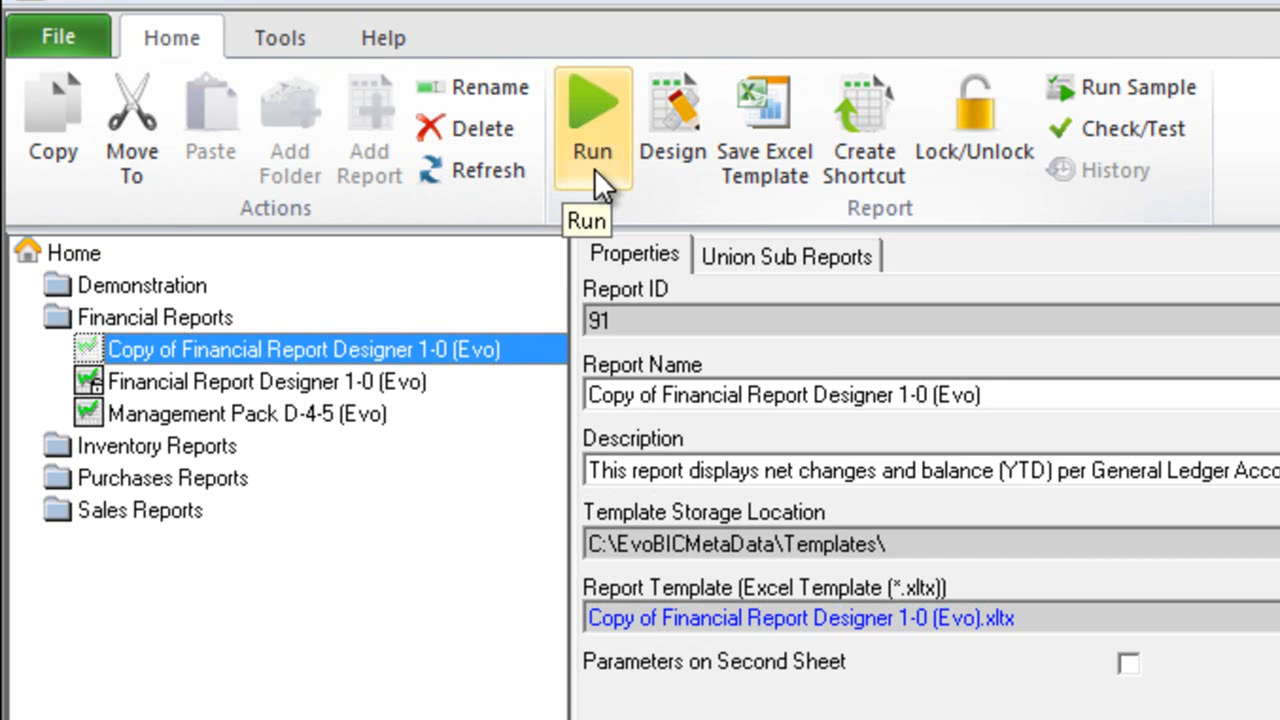 File Home Tools Help
Copy
Move To
Paste
Add Folder
Add Report
Rename
Delete
Refresh
Actions
Run
Design
Save Excel Template
Create Shortcut
Lock/Unlock
Run Sample
Check/Test
History
Report
Run
Home
Demonstration
Financial Reports
Copy of Financial Report Designer 1-0 (Evo)
Financial Report Designer 1-0 (Evo)
Management Pack D-4-5 (Evo)
Inventory Reports
Purchases Reports
Sales Reports
Properties Union Sub Reports
Report ID
91
Report Name
Copy of Financial Report Designer 1-0 (Evo)
Description
This report displays net changes and balance (YTD) per General Ledger Acco
Template Storage Location
C:\EvoBICMetaData\Templates\
Report Template (Excel Template (*.xltx))
Copy of Financial Report Designer 1-0 (Evo).xltx
Parameters on Second Sheet